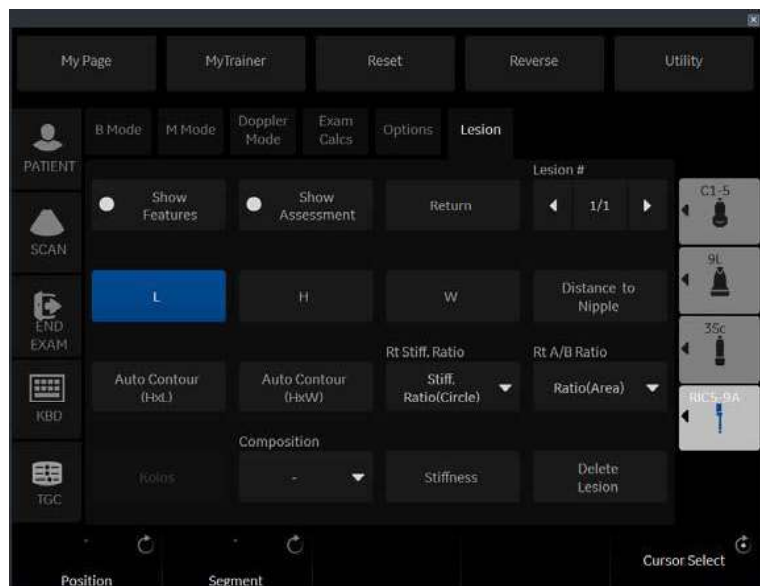 My Page
MyTrainer
Reset
Reverse
Utility
B Mode
M Mode
Doppler
Mode
Exam
Calcs
Options
Lesion
PATIENT
SCAN
END
EXAM
KBD
TGC
Lesion #
Show
Features
Show
Assessment
Return
1/1
L
H
W
Distance to
Nipple
Rt Stiff. Ratio
Rt A/B Ratio
Auto Contour
(HxL)
Auto Contour
(HxW)
Stiff.
Ratio(Circle)
Ratio(Area)
Composition
Kolos
-
Stiffness
Delete
Lesion
C1-5
9L
3Sc
RIC5-9A
Position
Segment
Cursor Select